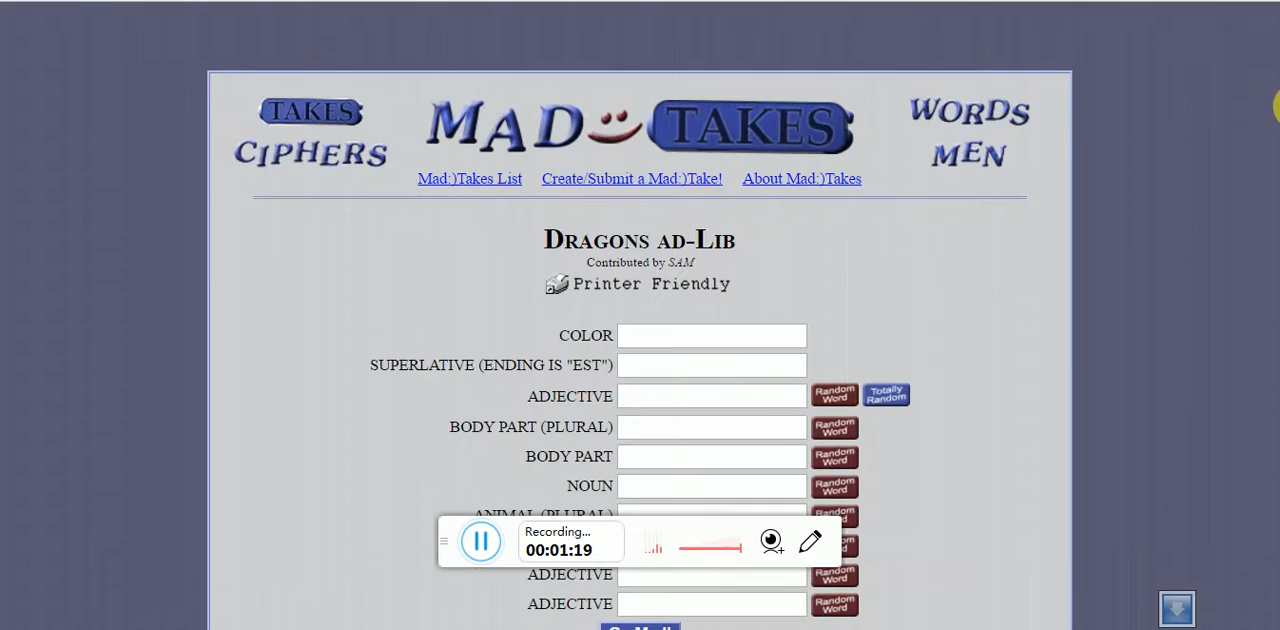 TAKES
CIPHERS
MAD TAKES
WORDS
MEN
Mad:)Takes List Create/Submit a Mad:)Take! About Mad:)Takes
DRAGONS AD-LIB
Contributed by SAM
Printer Friendly
COLOR
SUPERLATIVE (ENDING IS "EST")
ADJECTIVE Random Word Totally Random
BODY PART (PLURAL) Random Word
BODY PART Random Word
NOUN Random Word
ANIMAL (PLURAL) Random
Recording...
00:01:19
ADJECTIVE Random Word
ADJECTIVE Random Word